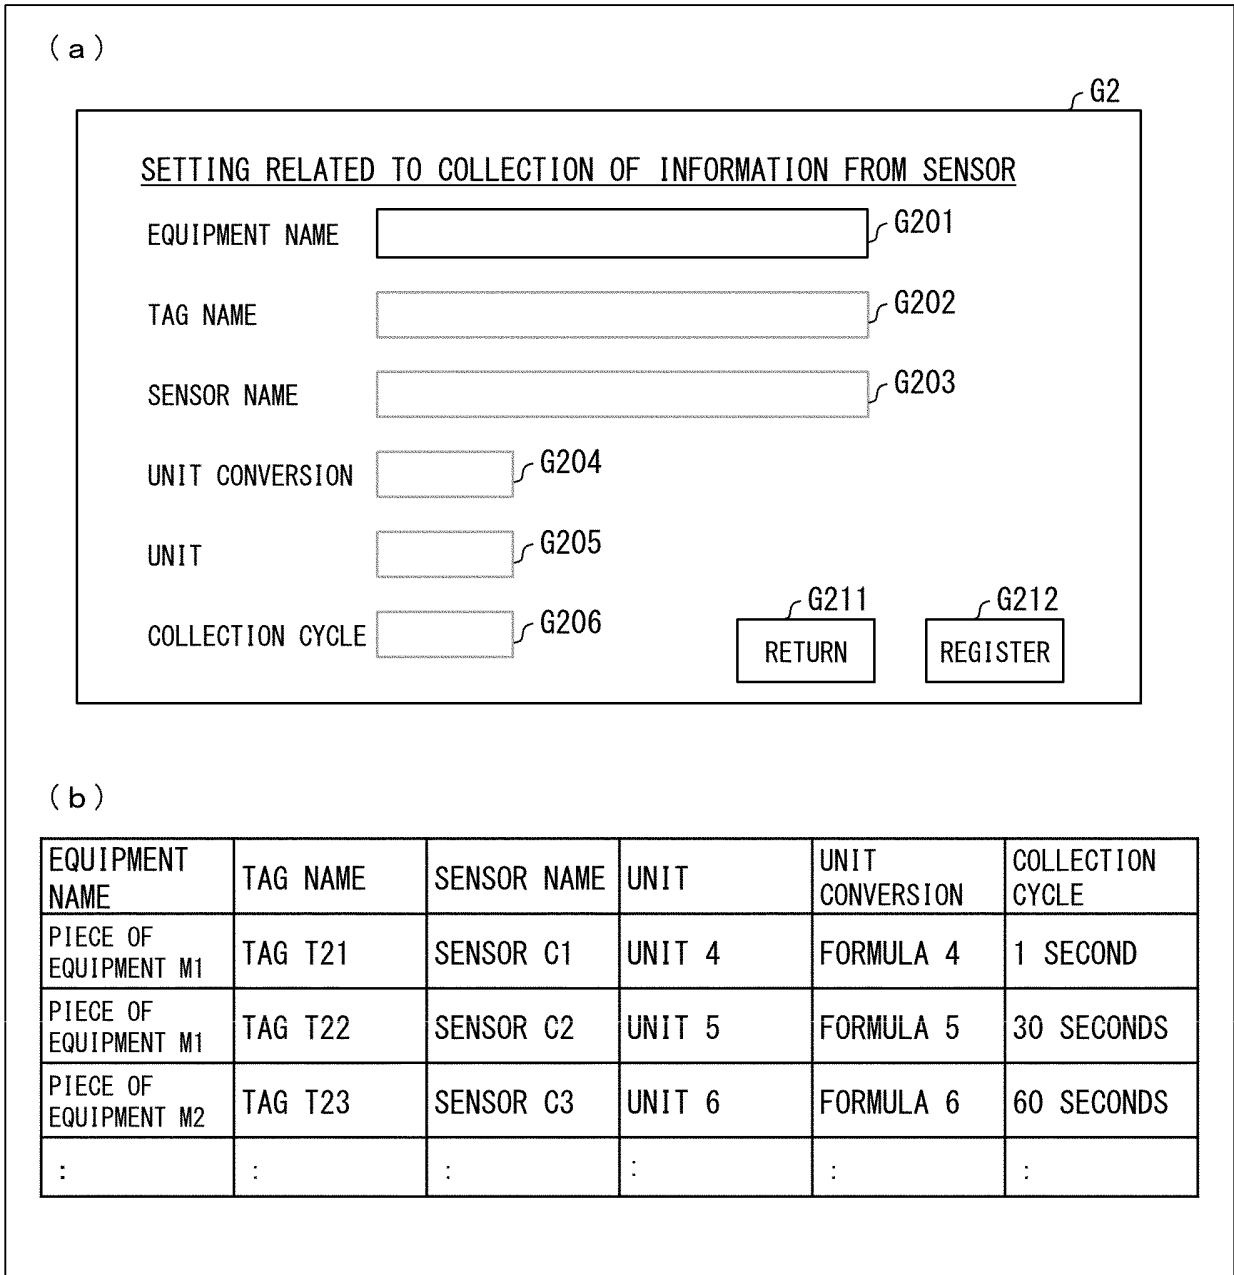 (a)
G2
SETTING RELATED TO COLLECTION OF INFORMATION FROM SENSOR
EQUIPMENT NAME
G201
TAG NAME
G202
SENSOR NAME
G203
UNIT CONVERSION
G204
UNIT
G205
COLLECTION CYCLE
G206
G211
RETURN
G212
REGISTER
(b)
EQUIPMENT
NAME
TAG NAME
SENSOR NAME
UNIT
UNIT
CONVERSION
COLLECTION
CYCLE
PIECE OF
EQUIPMENT M1
TAG T21
SENSOR C1
UNIT 4
FORMULA 4
1 SECOND
PIECE OF
EQUIPMENT M1
TAG T22
SENSOR C2
UNIT 5
FORMULA 5
30 SECONDS
PIECE OF
EQUIPMENT M2
TAG T23
SENSOR C3
UNIT 6
FORMULA 6
60 SECONDS
: : : : : :